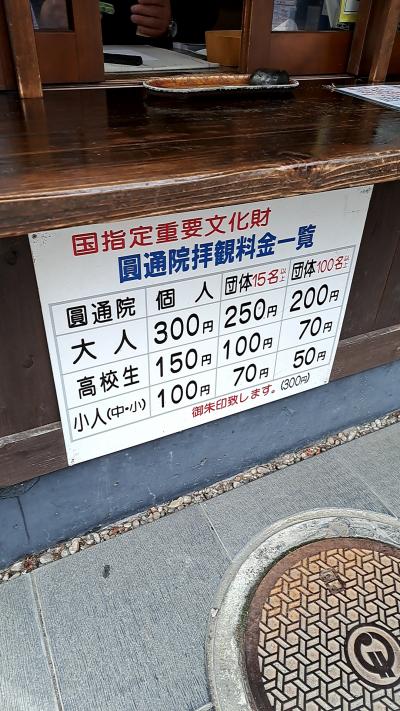 国指定重要文化財
圓通院拝観料金一覧
圓通院 個人 団体15名以上 団体100名以上
大人 300円 250円 200円
高校生 150円 100円 70円
小人(中・小) 100円 70円 50円
御朱印致します。(300円)